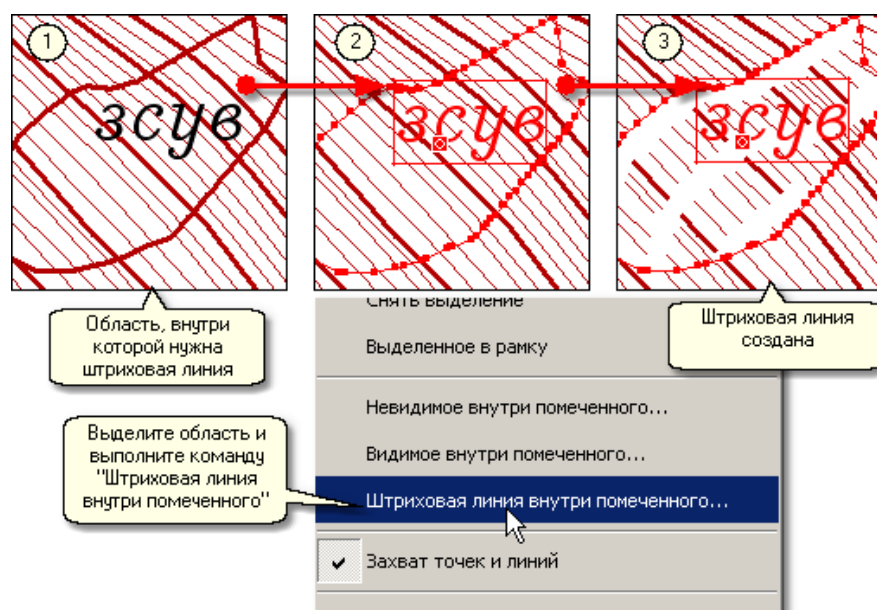 1
2
3
зсув
зсув
зсув
Область, внутри
которой нужна
штриховая линия
Снять выделение
Выделенное в рамку
Невидимое внутри помеченного...
Видимое внутри помеченного...
Штриховая линия внутри помеченного...
Захват точек и линий
Штриховая линия
создана
Выделите область и
выполните команду
"Штриховая линия
внутри помеченного"